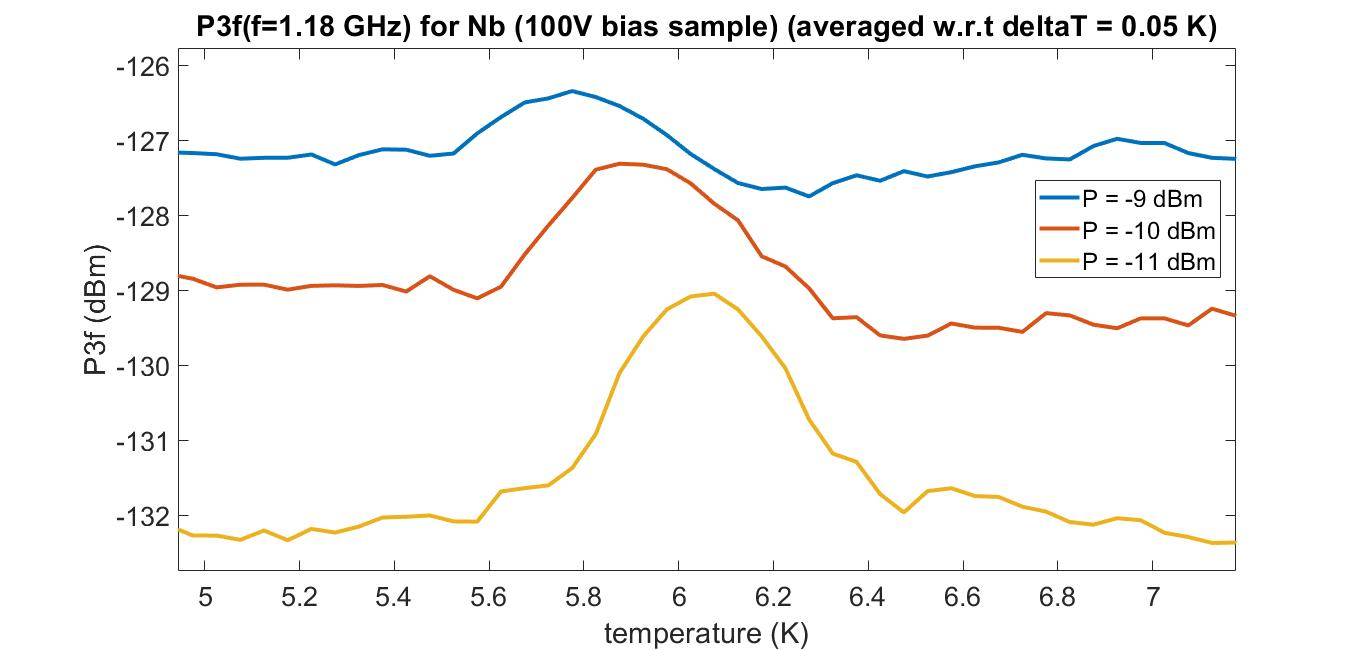 P3f(f=1.18 GHz) for Nb (100V bias sample) (averaged w.r.t deltaT = 0.05 K)
P3f (dBm)
-126
-127
-128
-129
-130
-131
-132
P = -9 dBm
P = -10 dBm
P = -11 dBm
5 5.2 5.4 5.6 5.8 6 6.2 6.4 6.6 6.8 7
temperature (K)